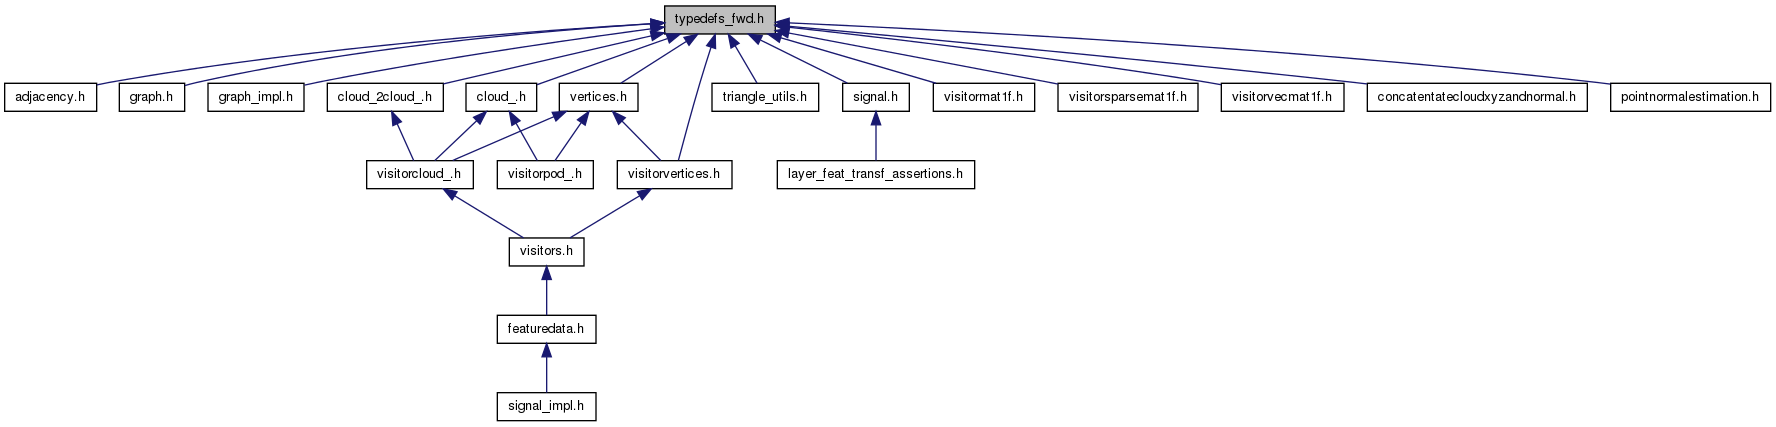 typedefs_fwd.h
adjacency.h
graph.h
graph_impl.h
cloud_2cloud_.h
cloud_.h
vertices.h
triangle_utils.h
signal.h
visitormat1f.h
visitorsparsemat1f.h
visitorvecmat1f.h
concatentatecloudxyzandnormal.h
pointnormalestimation.h
visitorcloud_.h
visitorpod_.h
visitorvertices.h
layer_feat_transf_assertions.h
visitors.h
featuredata.h
signal_impl.h